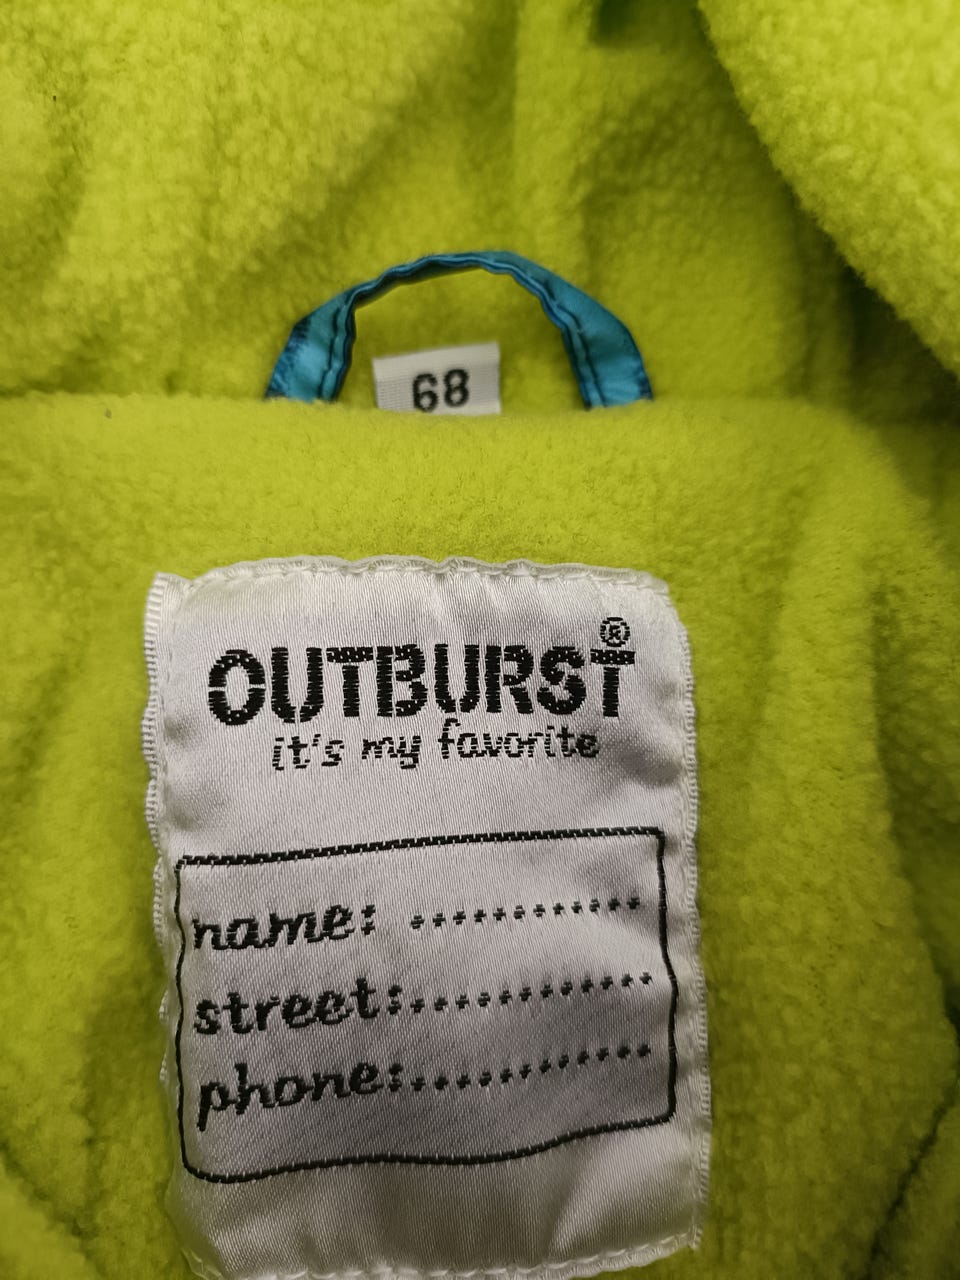 68
OUTBURST®
it's my favorite
name: ............
street:............
phone:............